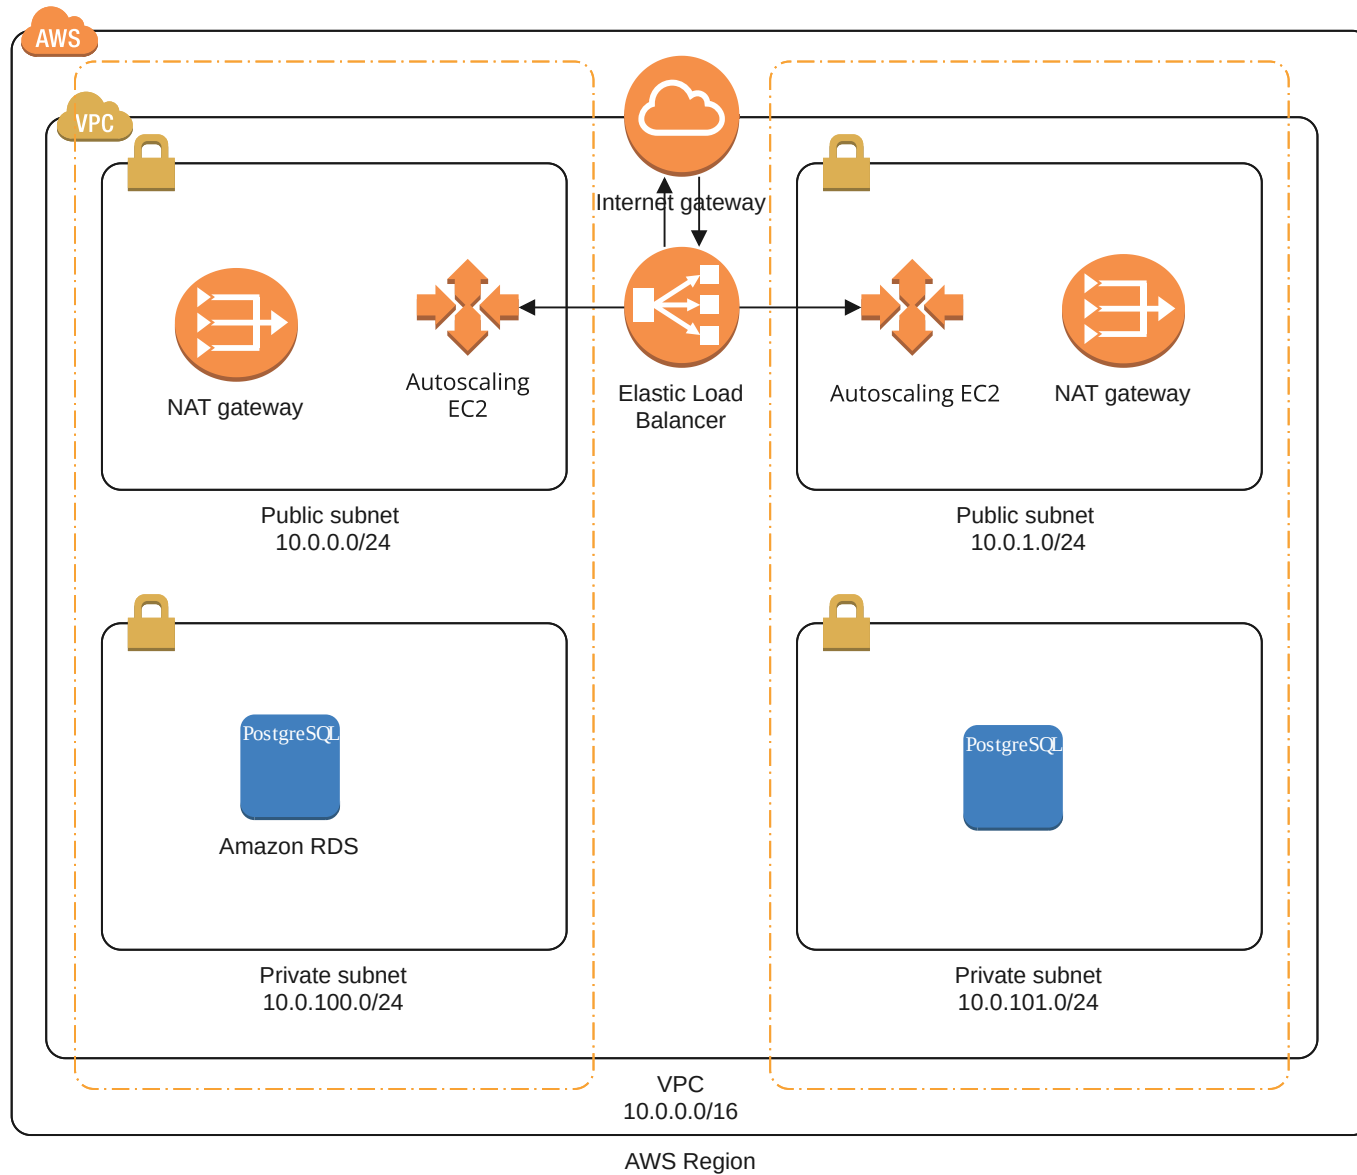 AWS
VPC
Internet gateway
NAT gateway
Autoscaling
EC2
Elastic Load
Balancer
Autoscaling EC2
NAT gateway
Public subnet
10.0.0.0/24
Public subnet
10.0.1.0/24
PostgreSQL
Amazon RDS
PostgreSQL
Private subnet
10.0.100.0/24
Private subnet
10.0.101.0/24
VPC
10.0.0.0/16
AWS Region